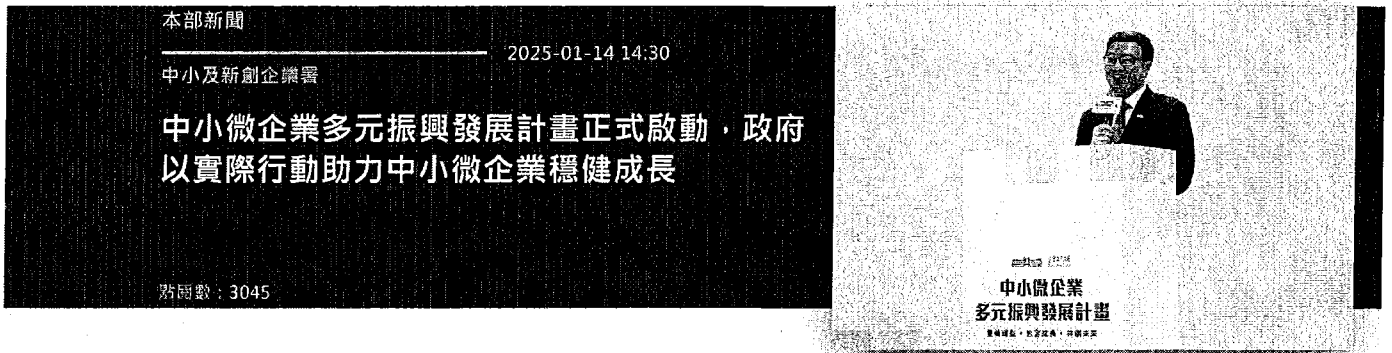 本部新聞
2025-01-14 14:30
中小及新創企業署
中小微企業多元振興發展計畫正式啟動，政府
以實際行動助力中小微企業穩健成長
點閱數：3045
中小微企業
多元振興發展計畫